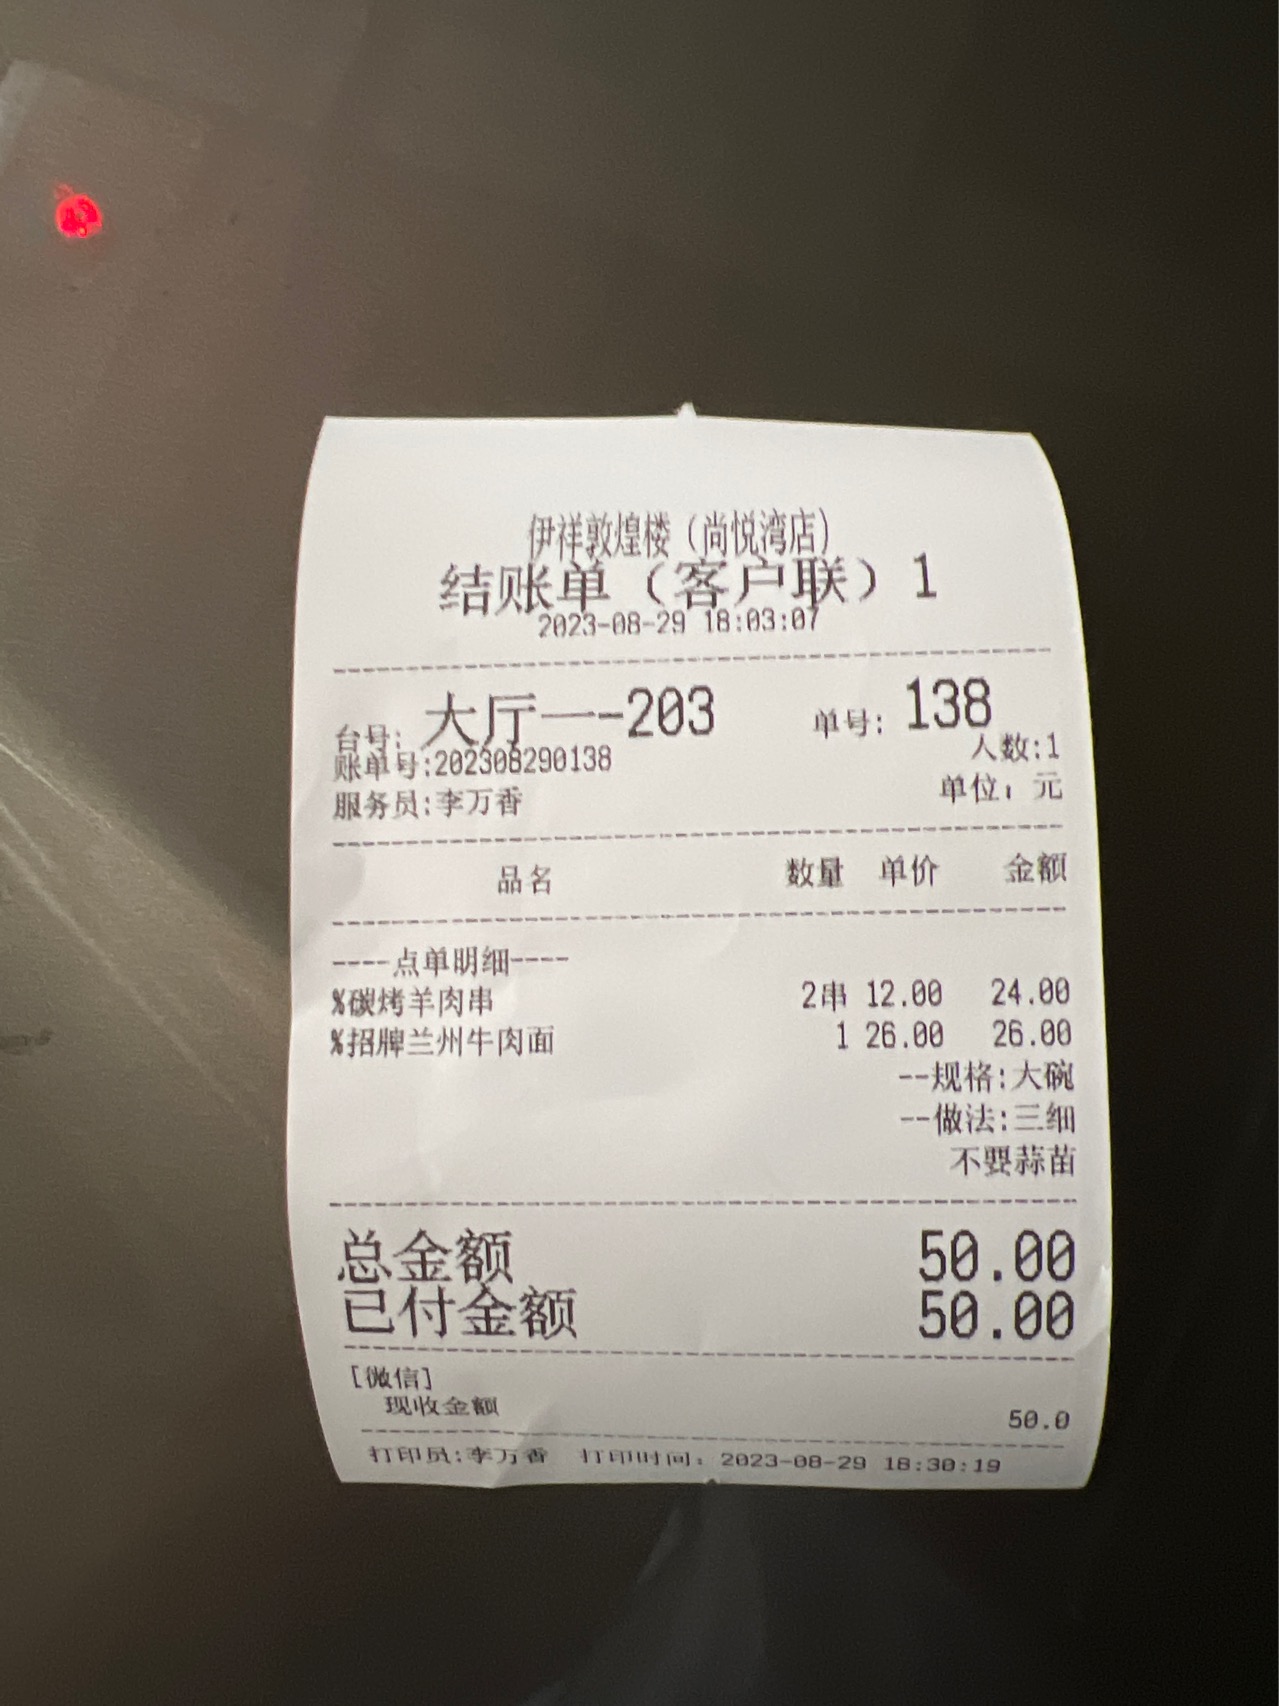 伊祥敦煌楼（尚悦湾店）
结账单（客户联）1
2023-08-29 18:03:07
台号: 大厅一--203 单号: 138
账单号:202308290138 人数:1
服务员:李万香 单位: 元
品名 数量 单价 金额
----点单明细----
%碳烤羊肉串 2串 12.00 24.00
%招牌兰州牛肉面 1 26.00 26.00
--规格:大碗
--做法:三细
不要蒜苗
总金额 50.00
已付金额 50.00
[微信]
现收金额 50.0
打印员:李万香 打印时间: 2023-08-29 18:30:19